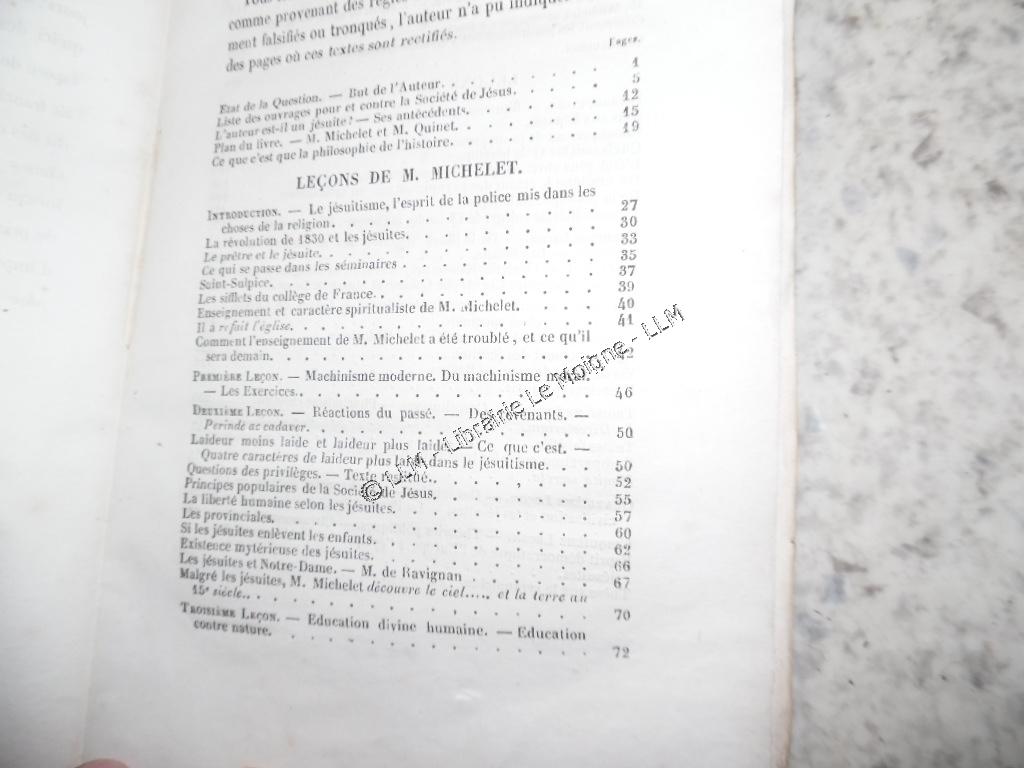 comme provenant des règles
ment falsifiés ou tronqués, l'auteur n'a pu indiquer
des pages où ces textes sont rectifiés.
Pages.
Etat de la Question. — But de l'Auteur. . . . . . . . 1
Liste des ouvrages pour et contre la Société de Jésus. . . . . 5
L'auteur est-il un jésuite? — Ses antécédents. . . . . . 12
Plan du livre. — M. Michelet et M. Quinet. . . . . . . 15
Ce que c'est que la philosophie de l'histoire. . . . . . . 19
LEÇONS DE M. MICHELET.
INTRODUCTION. — Le jésuitisme, l'esprit de la police mis dans les
choses de la religion. . . . . . . . . . . . 27
La révolution de 1830 et les jésuites. . . . . . . . . 30
Le prêtre et le jésuite. . . . . . . . . . . . . 33
Ce qui se passe dans les séminaires . . . . . . . . . 35
Saint-Sulpice. . . . . . . . . . . . . . . 37
Les sifflets du collège de France. . . . . . . . . . 39
Enseignement et caractère spiritualiste de M. Michelet. . . . 40
Il a refait l'église. . . . . . . . . . . . . . 41
Comment l'enseignement de M. Michelet a été troublé, et ce qu'il
sera demain. . . . . . . . . . . . . . 42
PREMIÈRE LEÇON. — Machinisme moderne. Du machinisme moral.
— Les Exercices. . . . . . . . . . . . . . 46
DEUXIÈME LEÇON. — Réactions du passé. — Des revenants. —
Perindè ac cadaver. . . . . . . . . . . . . 50
Laideur moins laide et laideur plus laide. — Ce que c'est. —
Quatre caractères de laideur plus laide dans le jésuitisme. . . 50
Questions des privilèges. — Texte rectifié. . . . . . . . 52
Principes populaires de la Société de Jésus. . . . . . . 55
La liberté humaine selon les jésuites. . . . . . . . . 57
Les provinciales. . . . . . . . . . . . . . 60
Si les jésuites enlèvent les enfants. . . . . . . . . . 62
Existence mytérieuse des jésuites. . . . . . . . . . 66
Les jésuites et Notre-Dame. — M. de Ravignan . . . . . . 67
Malgré les jésuites, M. Michelet découvre le ciel..... et la terre au
15e siècle. . . . . . . . . . . . . . . 70
TROISIÈME LEÇON. — Education divine humaine. — Education
contre nature. . . . . . . . . . . . . . 72
© LLM - Librairie Le Moigne - LLM